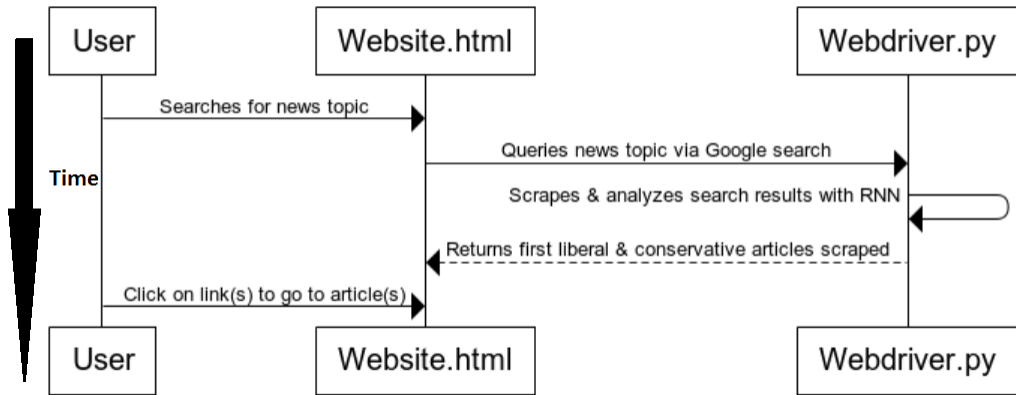 User
Website.html
Webdriver.py
Searches for news topic
Queries news topic via Google search
Time
Scrapes & analyzes search results with RNN
Returns first liberal & conservative articles scraped
Click on link(s) to go to article(s)
User
Website.html
Webdriver.py